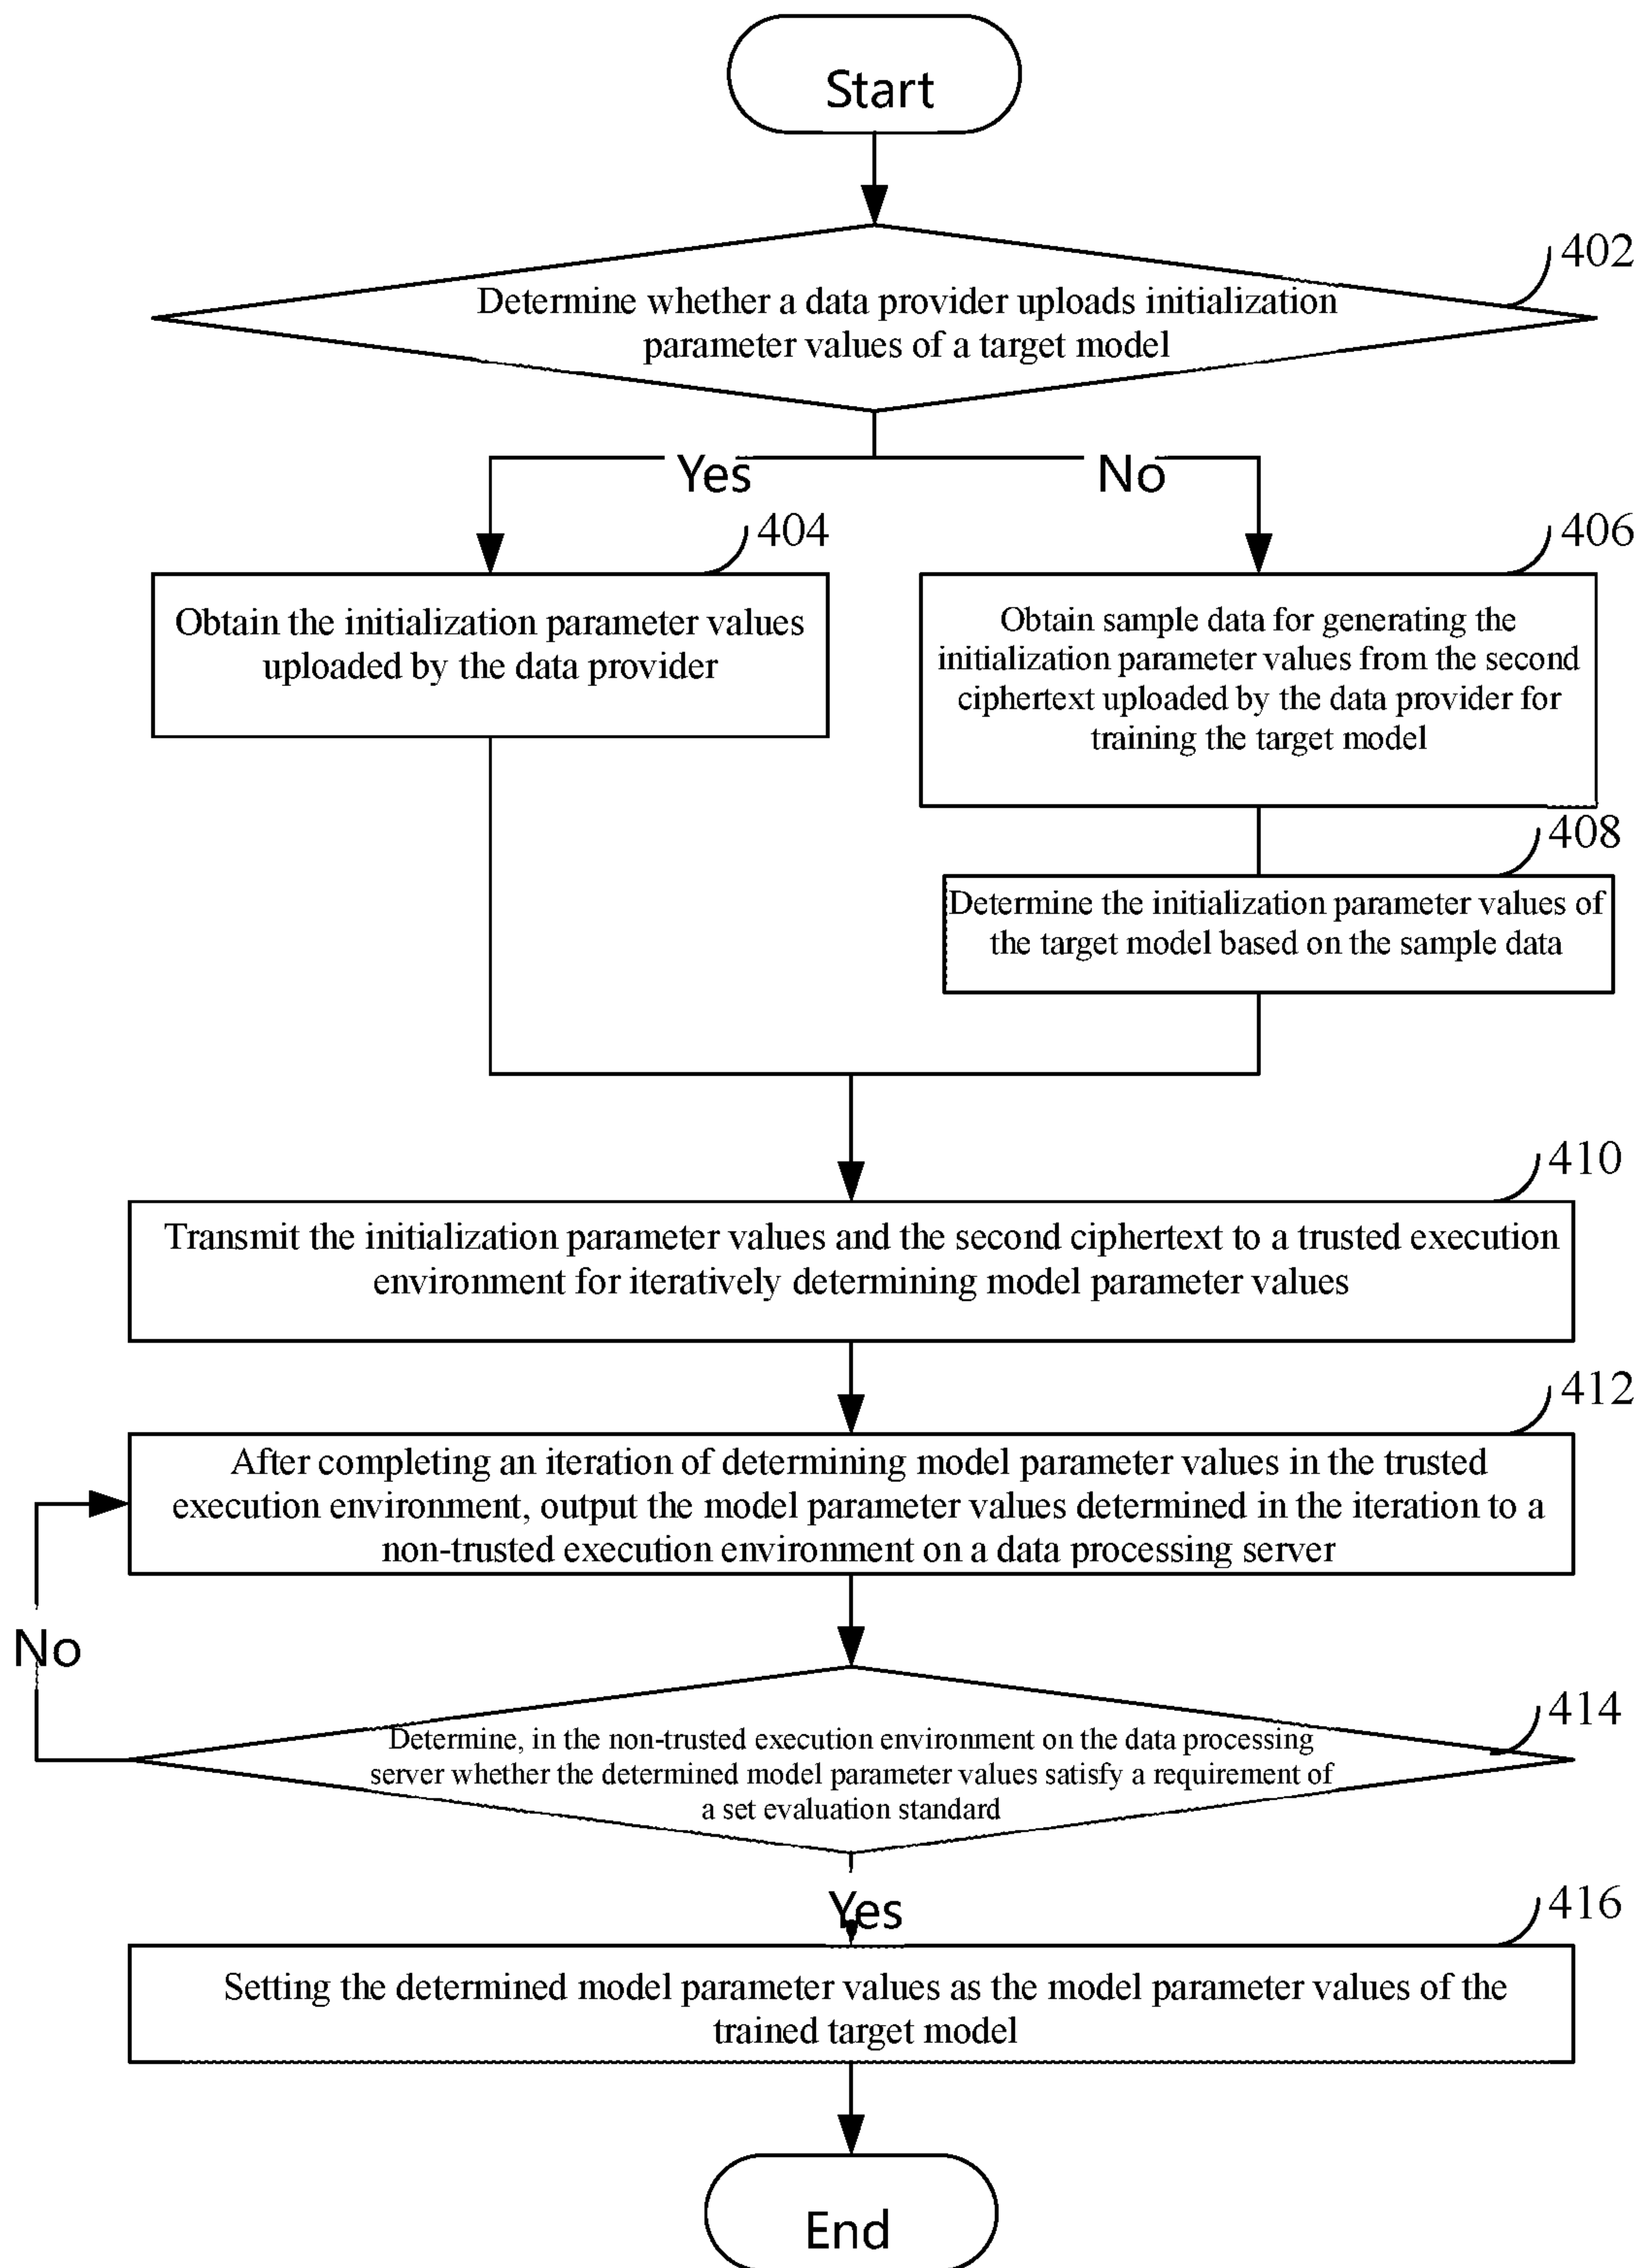 Start
402
Determine whether a data provider uploads initialization
parameter values of a target model
Yes
No
404
Obtain the initialization parameter values
uploaded by the data provider
406
Obtain sample data for generating the
initialization parameter values from the second
ciphertext uploaded by the data provider for
training the target model
408
Determine the initialization parameter values of
the target model based on the sample data
410
Transmit the initialization parameter values and the second ciphertext to a trusted execution
environment for iteratively determining model parameter values
412
After completing an iteration of determining model parameter values in the trusted
execution environment, output the model parameter values determined in the iteration to a
non-trusted execution environment on a data processing server
No
414
Determine, in the non-trusted execution environment on the data processing
server whether the determined model parameter values satisfy a requirement of
a set evaluation standard
Yes
416
Setting the determined model parameter values as the model parameter values of the
trained target model
End